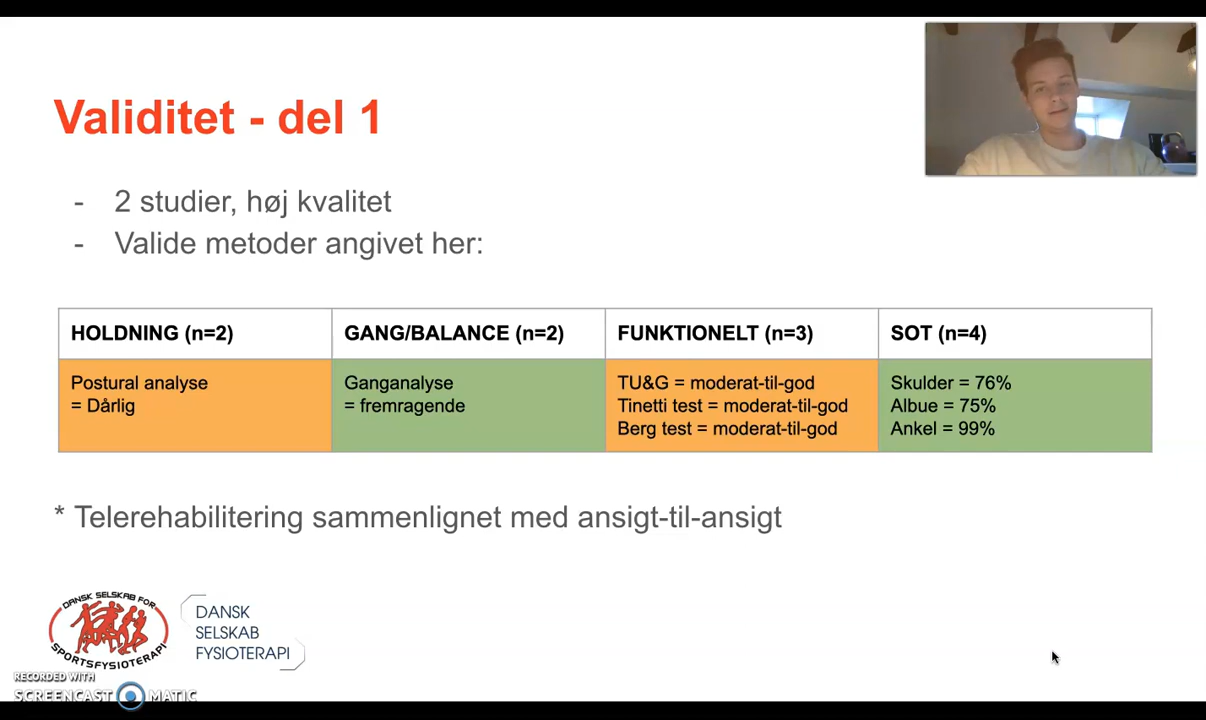 Validitet - del 1
- 2 studier, høj kvalitet
- Valide metoder angivet her:
HOLDNING (n=2)
GANG/BALANCE (n=2)
FUNKTIONELT (n=3)
SOT (n=4)
Postural analyse
= Dårlig
Ganganalyse
= fremragende
TU&G = moderat-til-god
Tinetti test = moderat-til-god
Berg test = moderat-til-god
Skulder = 76%
Albue = 75%
Ankel = 99%
* Telerehabilitering sammenlignet med ansigt-til-ansigt
DANSK SELSKAB FOR
SPORTSFYSIOTERAPI
DANSK
SELSKAB
FYSIOTERAPI
RECORDED WITH
SCREENCAST MATIC